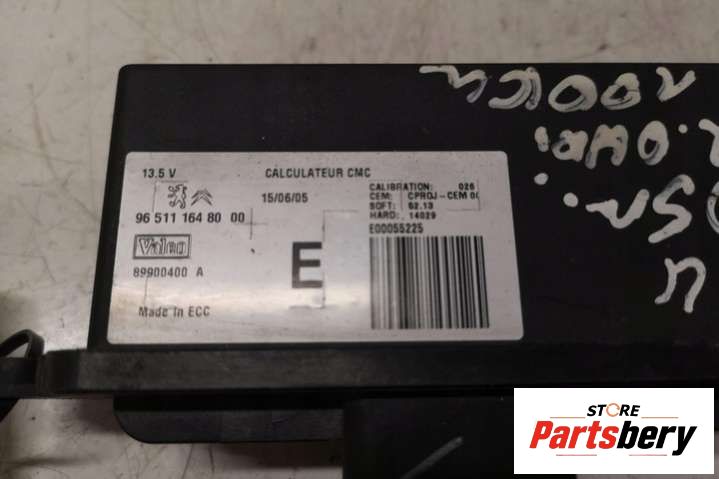 13.5 V
CALCULATEUR CMC
15/06/05
96 511 164 80 00
CALIBRATION: 026
CEM: CPROJ-CEM 0
SOFT: 62.13
HARD: 14029
E00055225
Valeo
89900400 A
E
Made in ECC
100KW
STORE
Partsbery